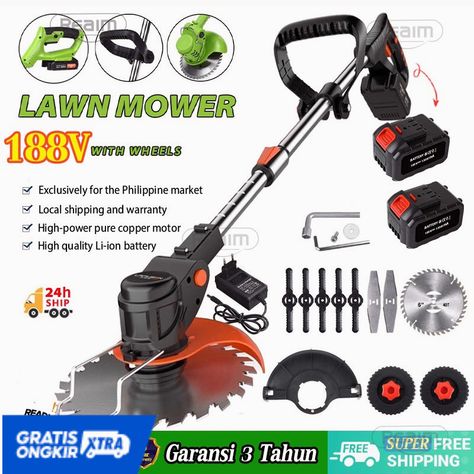 Reaim
LAWN MOWER
188V WITH WHEELS
Exclusively for the Philippine market
Local shipping and warranty
High-power pure copper motor
High quality Li-ion battery
24h
SHIP
GRATIS
ONGKIR XTRA
Garansi 3 Tahun
FREE
SUPER FREE